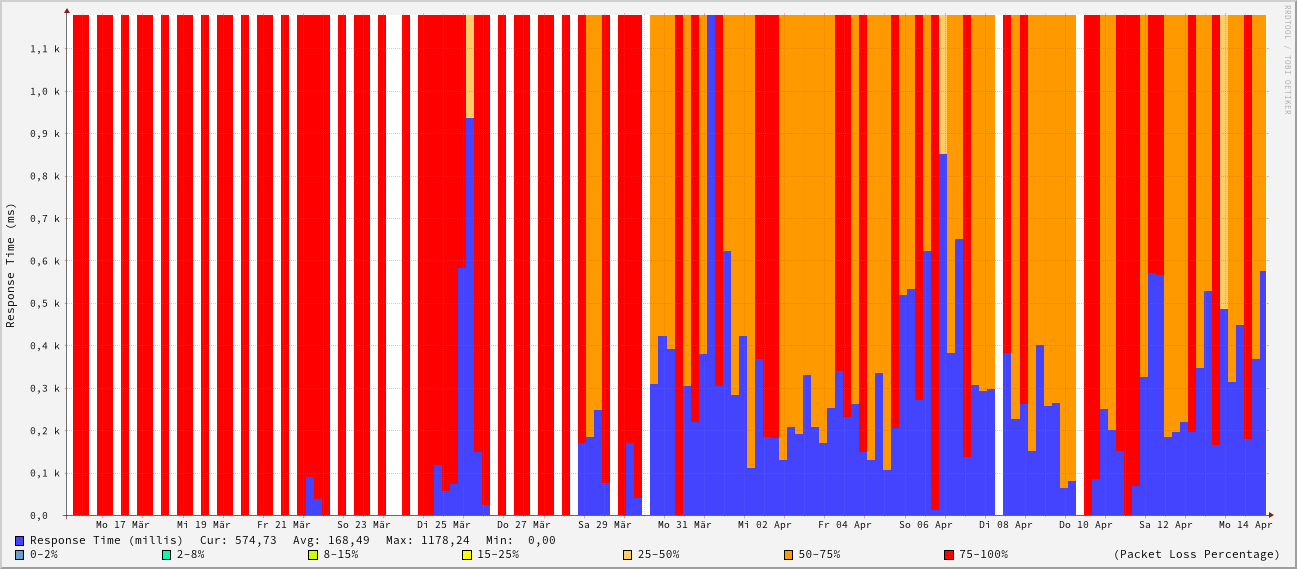 RRDTOOL / TOBI OETIKER
Response Time (ms)
1,1 k
1,0 k
0,9 k
0,8 k
0,7 k
0,6 k
0,5 k
0,4 k
0,3 k
0,2 k
0,1 k
0,0
Mo 17 Mär Mi 19 Mär Fr 21 Mär So 23 Mär Di 25 Mär Do 27 Mär Sa 29 Mär Mo 31 Mär Mi 02 Apr Fr 04 Apr So 06 Apr Di 08 Apr Do 10 Apr Sa 12 Apr Mo 14 Apr
Response Time (millis) Cur: 574,73 Avg: 168,49 Max: 1178,24 Min: 0,00
0-2% 2-8% 8-15% 15-25% 25-50% 50-75% 75-100% (Packet Loss Percentage)